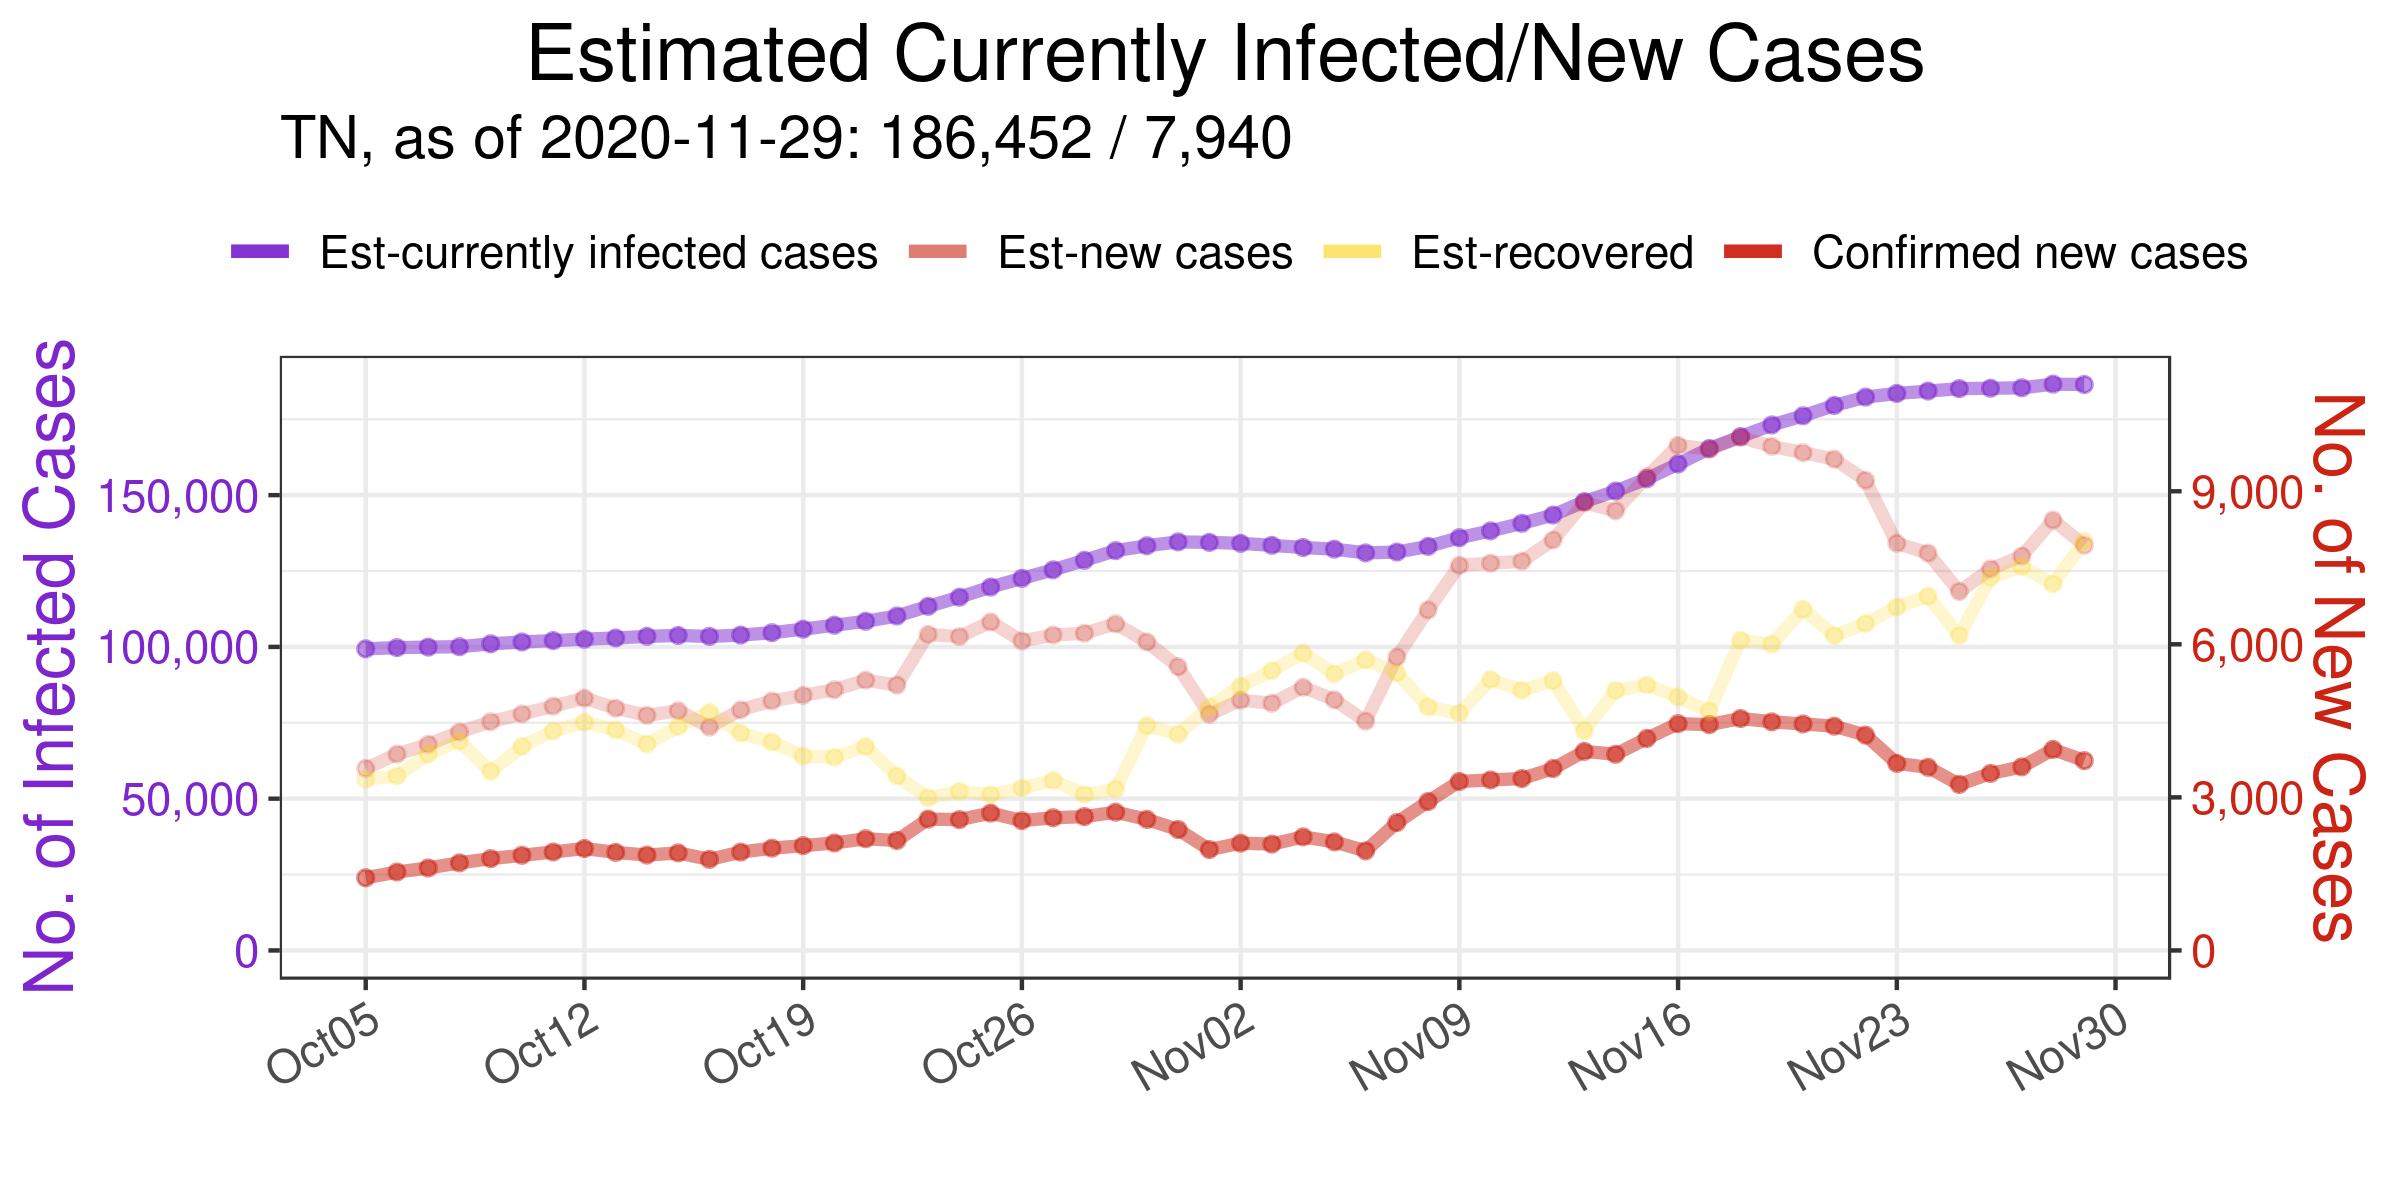 Estimated Currently Infected/New Cases
TN, as of 2020-11-29: 186,452 / 7,940
Est-currently infected cases Est-new cases Est-recovered Confirmed new cases
No. of Infected Cases
150,000
100,000
50,000
0
9,000
6,000
3,000
0
No. of New Cases
Oct05 Oct12 Oct19 Oct26 Nov02 Nov09 Nov16 Nov23 Nov30